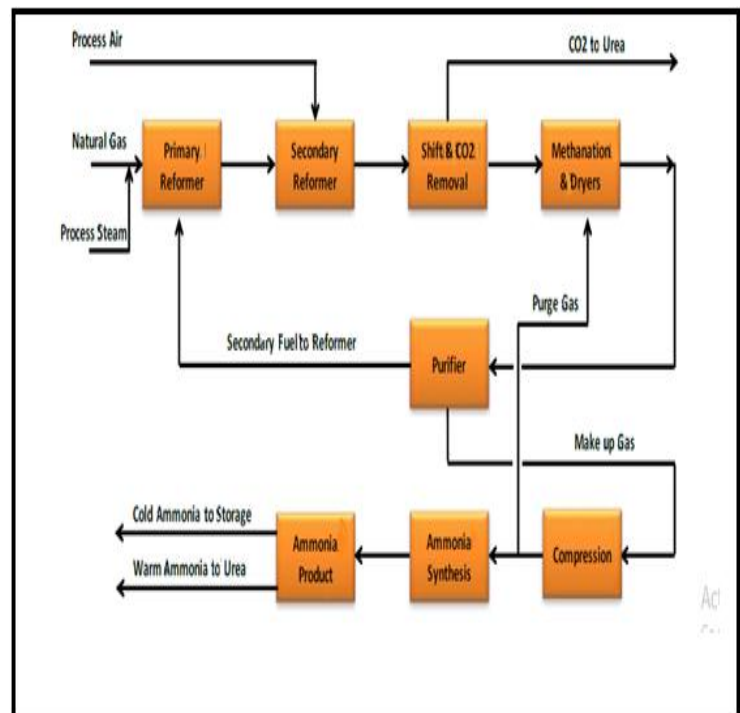 Process Air
CO2 to Urea
Natural Gas
Primary
Reformer
Secondary
Reformer
Shift & CO2
Removal
Methanation
& Dryers
Process Steam
Purge Gas
Secondary Fuel to Reformer
Purifier
Make up Gas
Cold Ammonia to Storage
Warm Ammonia to Urea
Ammonia
Product
Ammonia
Synthesis
Compression